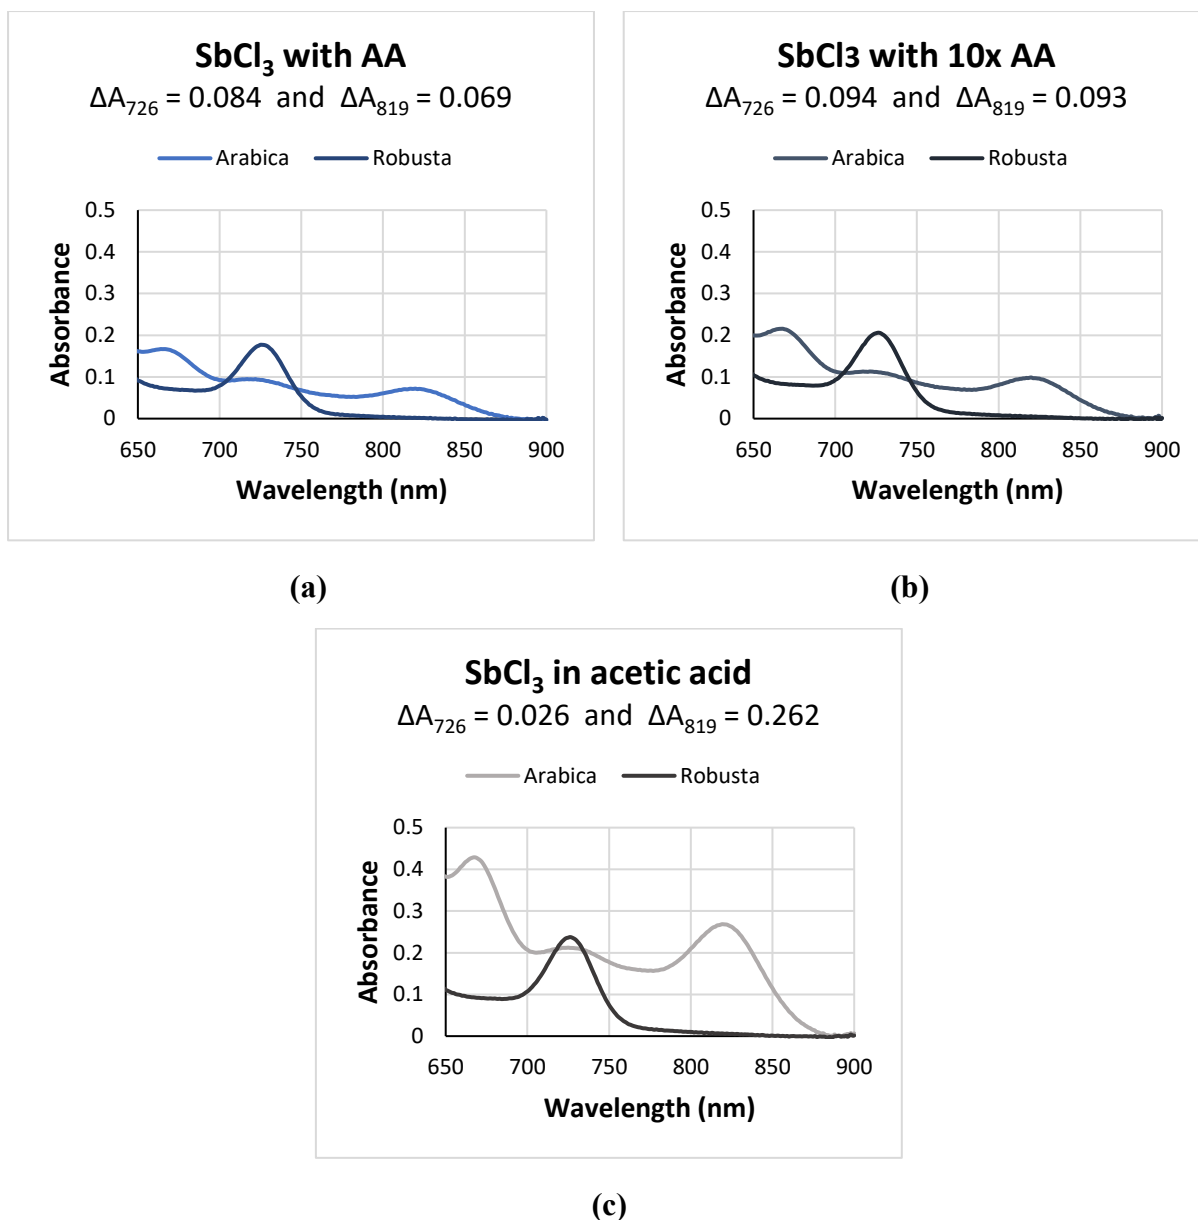 SbCl₃ with AA
ΔA₇₂₆ = 0.084 and ΔA₈₁₉ = 0.069
Arabica Robusta
0.5
0.4
0.3
0.2
0.1
0
Absorbance
650 700 750 800 850 900
Wavelength (nm)
(a)
SbCl3 with 10x AA
ΔA₇₂₆ = 0.094 and ΔA₈₁₉ = 0.093
Arabica Robusta
0.5
0.4
0.3
0.2
0.1
0
Absorbance
650 700 750 800 850 900
Wavelength (nm)
(b)
SbCl₃ in acetic acid
ΔA₇₂₆ = 0.026 and ΔA₈₁₉ = 0.262
Arabica Robusta
0.5
0.4
0.3
0.2
0.1
0
Absorbance
650 700 750 800 850 900
Wavelength (nm)
(c)